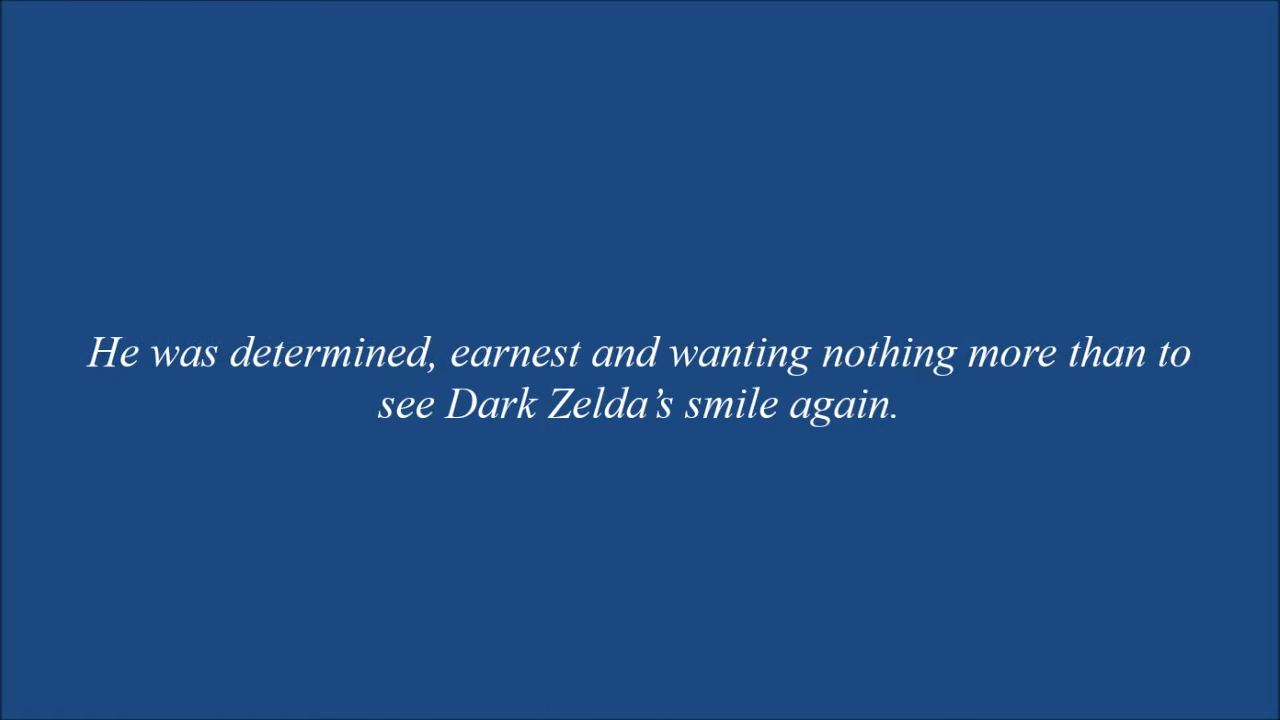 He was determined, earnest and wanting nothing more than to
see Dark Zelda’s smile again.